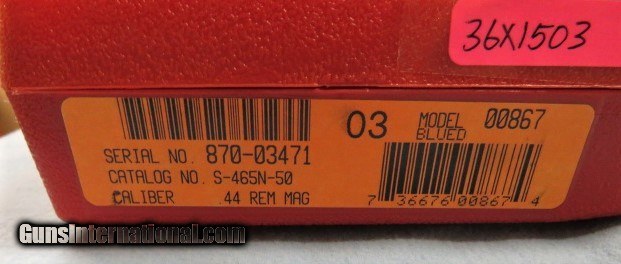 36X1503
03 MODEL 00867
BLUED
SERIAL NO. 870-03471
CATALOG NO. S-465N-50
CALIBER .44 REM MAG
7 36676 00867 4
GunsInternational.com